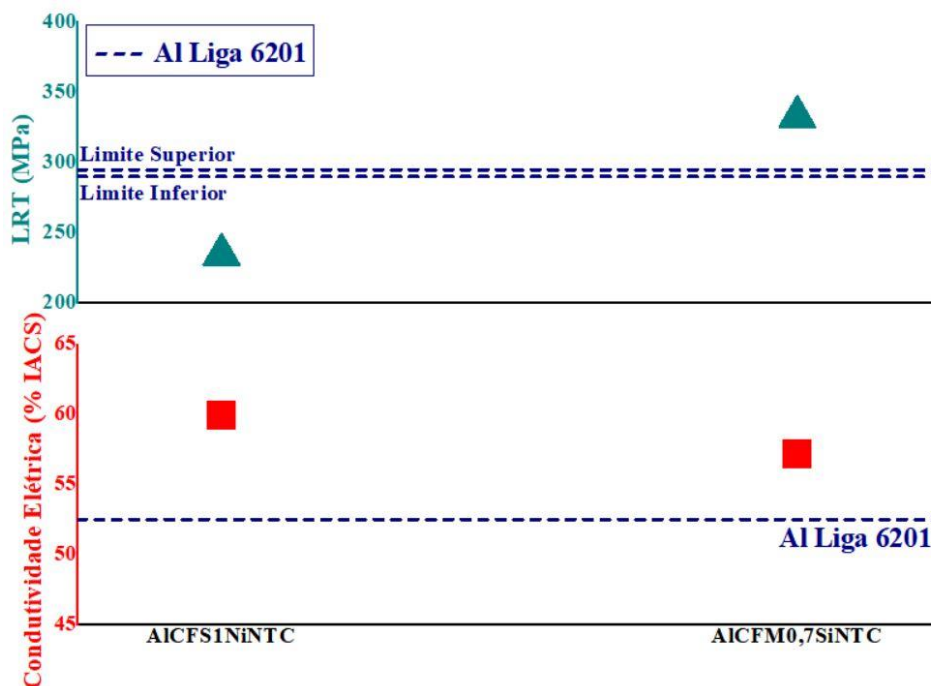 400
--- Al Liga 6201
350
Limite Superior
300
Limite Inferior
250
200
LRT (MPa)
65
60
55
Al Liga 6201
50
45
Condutividade Elétrica (% IACS)
AlCFS1NiNTC
AlCFM0,7SiNTC